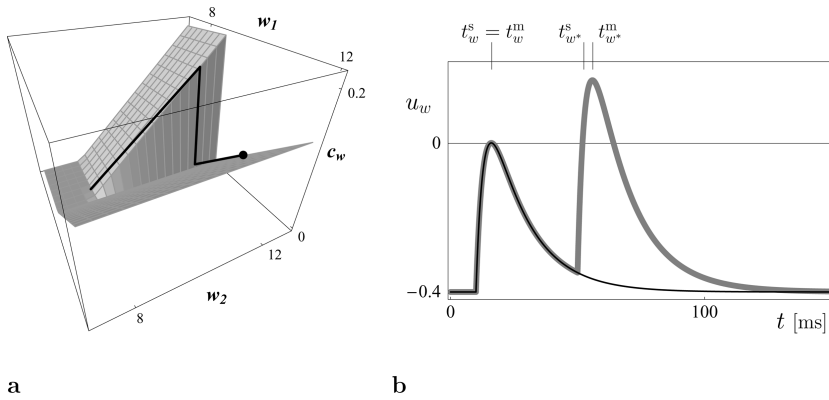 8
w1
12
0.2
cw
0
12
w2
8
a
t^s_w = t^m_w
t^s_w* t^m_w*
u_w
0
−0.4
0
100
t [ms]
b